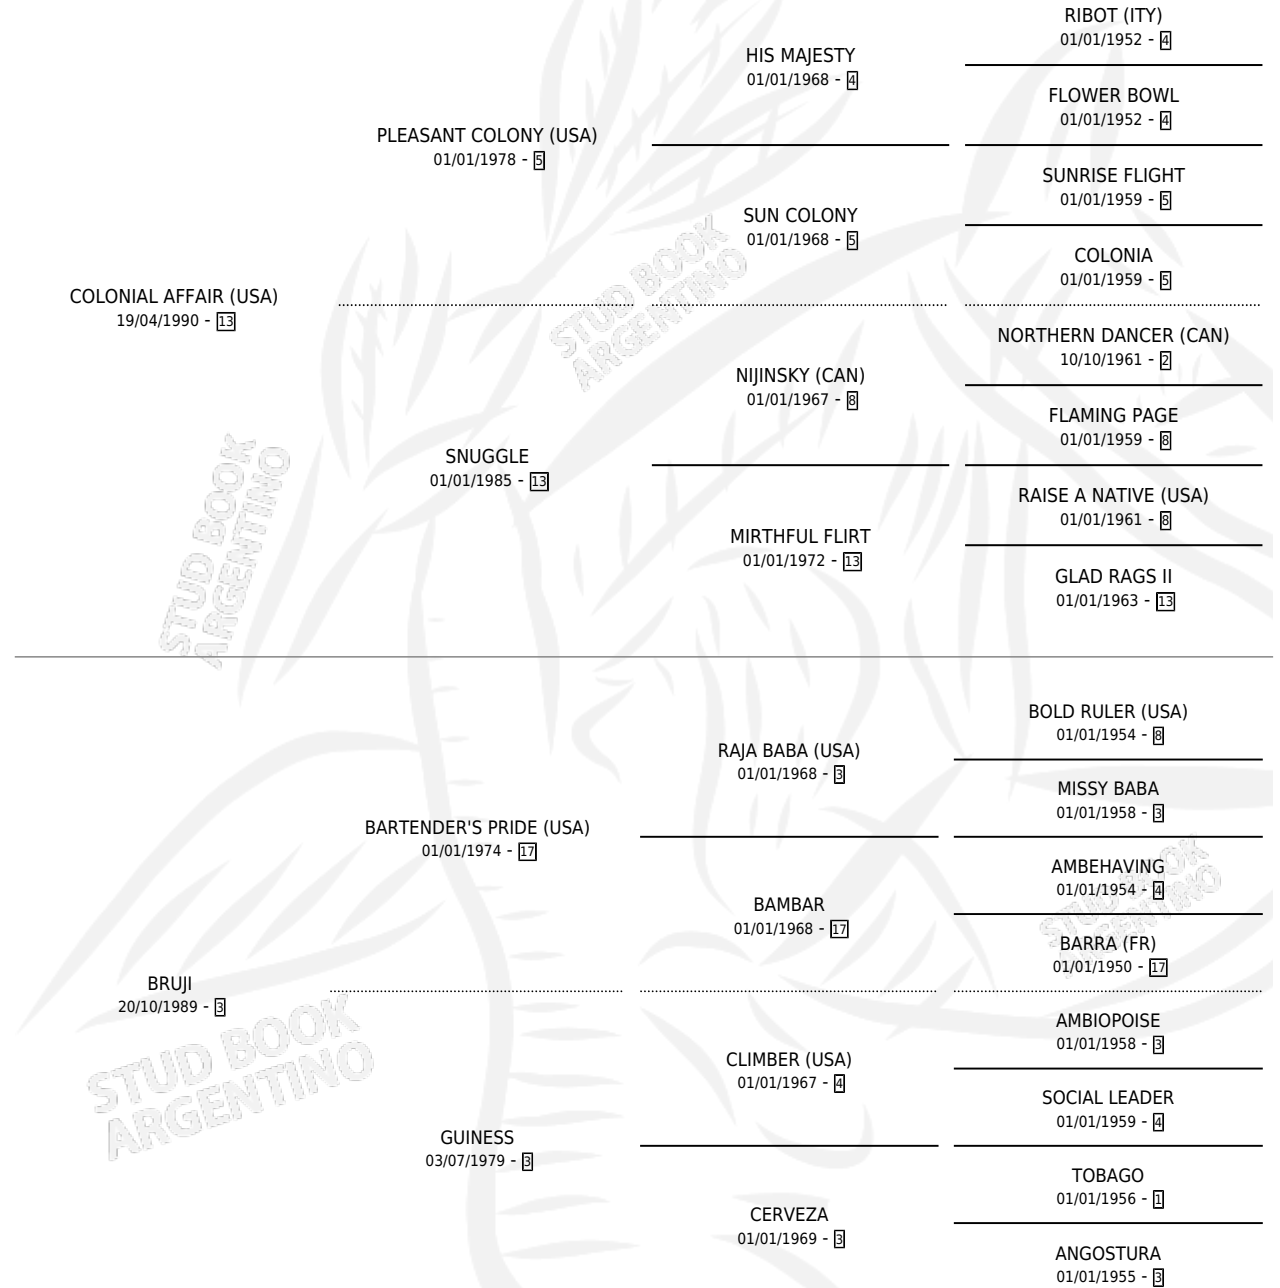 RIBOT (ITY)
01/01/1952 - 4
HIS MAJESTY
01/01/1968 - 4
FLOWER BOWL
01/01/1952 - 4
PLEASANT COLONY (USA)
01/01/1978 - 5
SUNRISE FLIGHT
01/01/1959 - 5
SUN COLONY
01/01/1968 - 5
COLONIA
01/01/1959 - 5
COLONIAL AFFAIR (USA)
19/04/1990 - 13
STUD BOOK
ARGENTINO
NORTHERN DANCER (CAN)
10/10/1961 - 2
NIJINSKY (CAN)
01/01/1967 - 8
FLAMING PAGE
01/01/1959 - 8
SNUGGLE
01/01/1985 - 13
STUD BOOK
ARGENTINO
RAISE A NATIVE (USA)
01/01/1961 - 8
MIRTHFUL FLIRT
01/01/1972 - 13
GLAD RAGS II
01/01/1963 - 13
BOLD RULER (USA)
01/01/1954 - 8
RAJA BABA (USA)
01/01/1968 - 3
MISSY BABA
01/01/1958 - 3
BARTENDER'S PRIDE (USA)
01/01/1974 - 17
AMBEHAVING
01/01/1954 - 4
STUD BOOK
ARGENTINO
BAMBAR
01/01/1968 - 17
BARRA (FR)
01/01/1950 - 17
BRUJI
20/10/1989 - 3
STUD BOOK
ARGENTINO
AMBIOPOISE
01/01/1958 - 3
CLIMBER (USA)
01/01/1967 - 4
SOCIAL LEADER
01/01/1959 - 4
GUINESS
03/07/1979 - 3
TOBAGO
01/01/1956 - 1
CERVEZA
01/01/1969 - 3
ANGOSTURA
01/01/1955 - 3